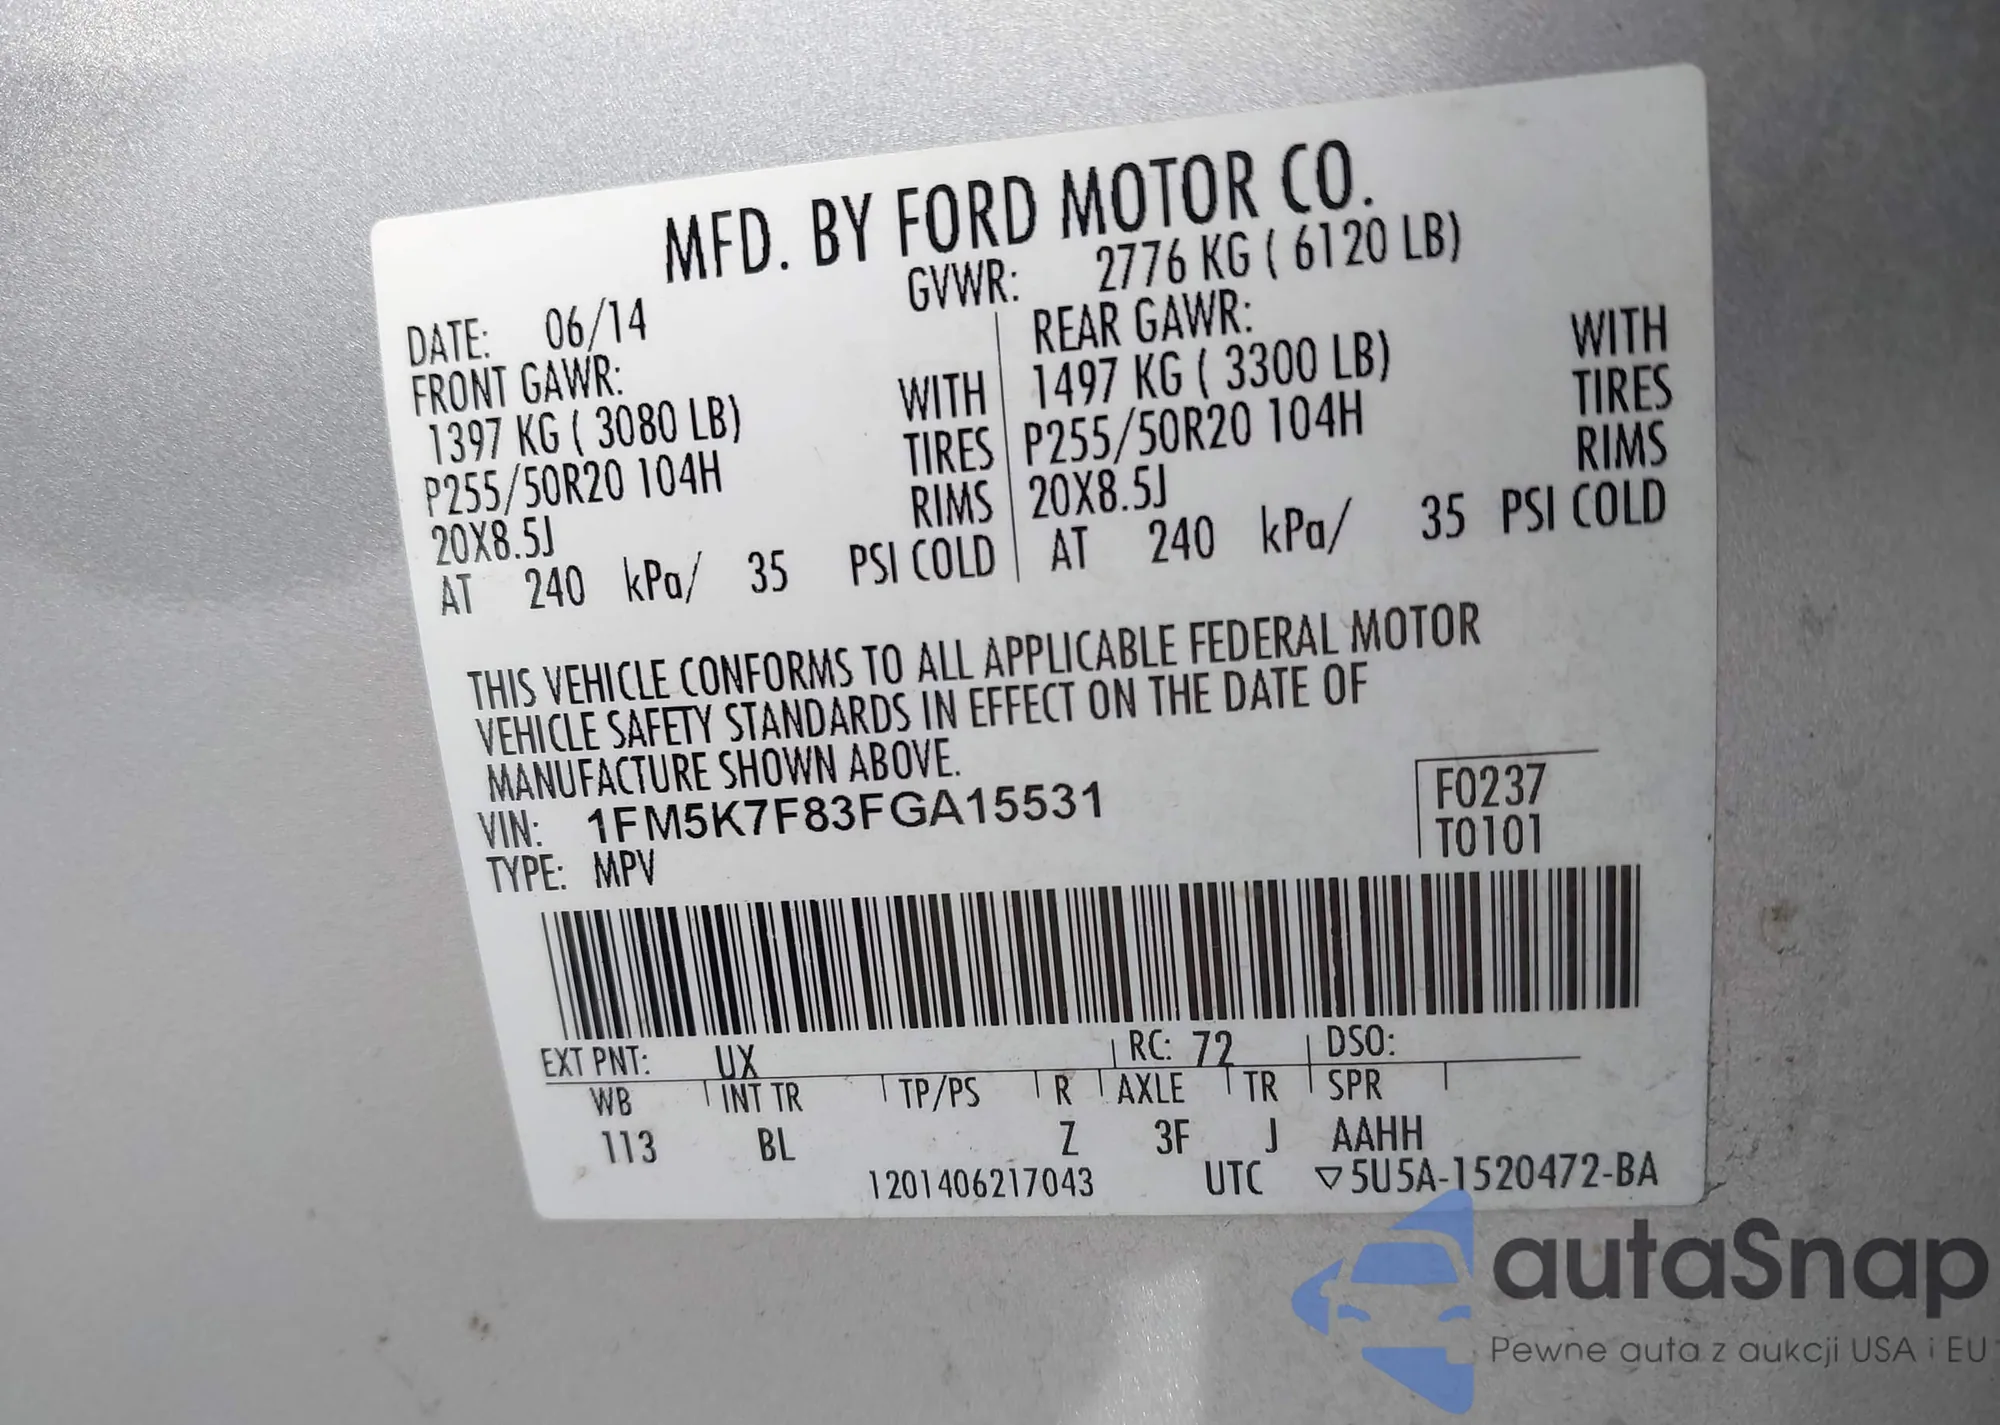 MFD. BY FORD MOTOR CO.
DATE: 06/14
GVWR: 2776 KG ( 6120 LB)
FRONT GAWR:
1397 KG ( 3080 LB) WITH
P255/50R20 104H TIRES
20X8.5J RIMS
AT 240 kPa/ 35 PSI COLD
REAR GAWR:
1497 KG ( 3300 LB) WITH
P255/50R20 104H TIRES
20X8.5J RIMS
AT 240 kPa/ 35 PSI COLD
THIS VEHICLE CONFORMS TO ALL APPLICABLE FEDERAL MOTOR
VEHICLE SAFETY STANDARDS IN EFFECT ON THE DATE OF
MANUFACTURE SHOWN ABOVE.
VIN: 1FM5K7F83FGA15531
TYPE: MPV
F0237
T0101
EXT PNT: UX RC: 72 DSO:
WB INT TR TP/PS R AXLE TR SPR
113 BL Z 3F J AAHH
1201406217043 UTC ▽5U5A-1520472-BA
autaSnap
Pewne auta z aukcji USA i EU